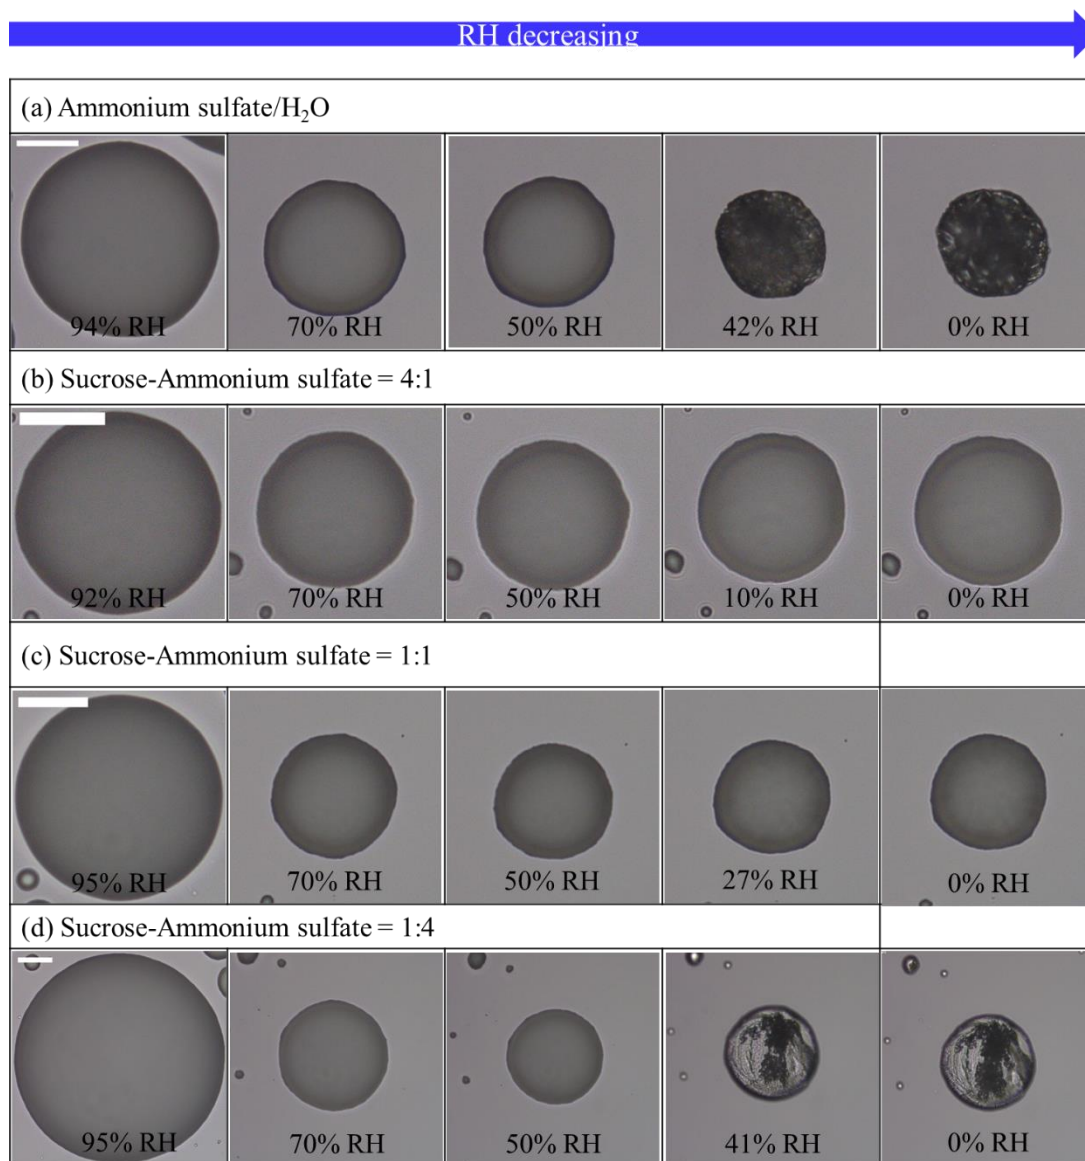 RH decreasing
(a) Ammonium sulfate/H₂O
94% RH 70% RH 50% RH 42% RH 0% RH
(b) Sucrose-Ammonium sulfate = 4:1
92% RH 70% RH 50% RH 10% RH 0% RH
(c) Sucrose-Ammonium sulfate = 1:1
95% RH 70% RH 50% RH 27% RH 0% RH
(d) Sucrose-Ammonium sulfate = 1:4
95% RH 70% RH 50% RH 41% RH 0% RH